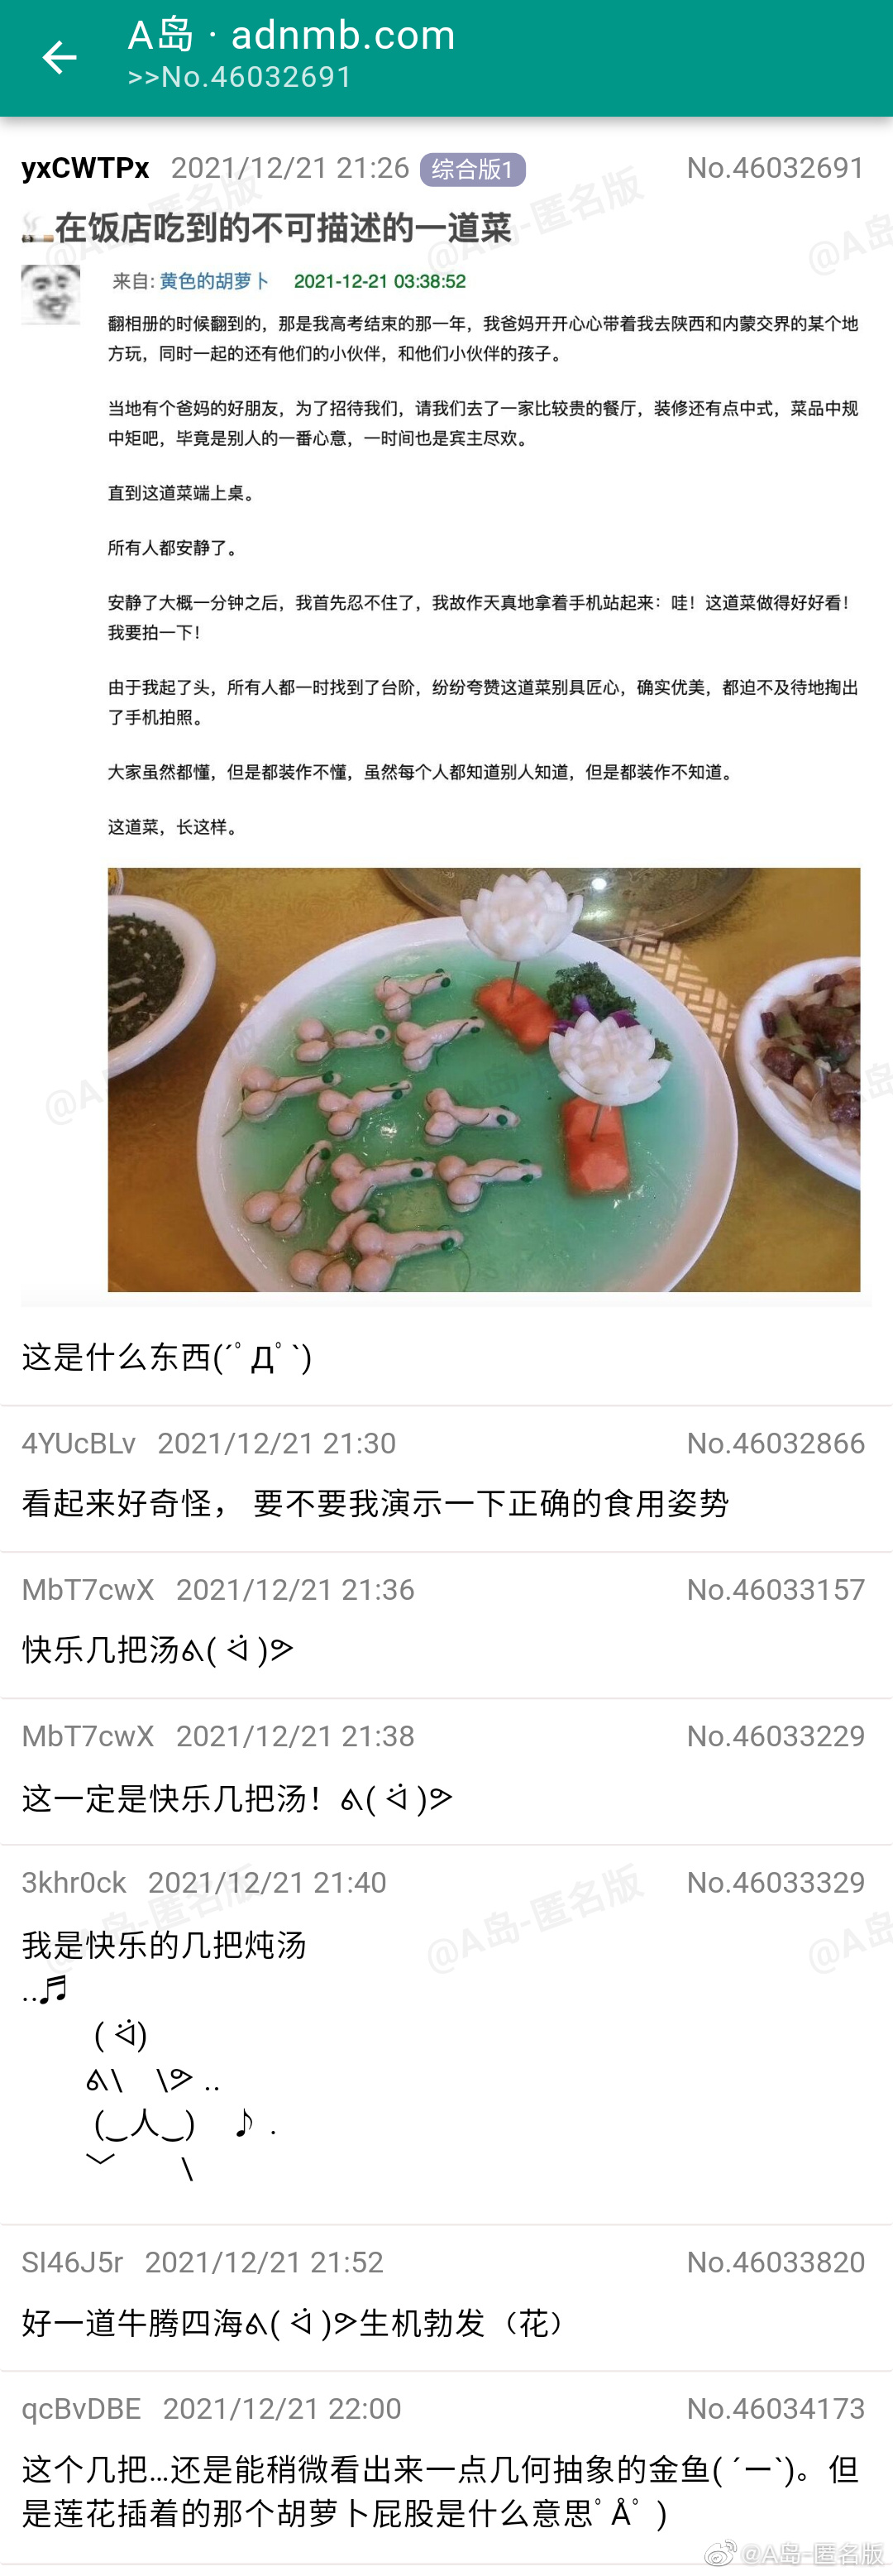 A岛 · adnmb.com
>>No.46032691
yxCWTPx 2021/12/21 21:26 综合版1 No.46032691
🚬在饭店吃到的不可描述的一道菜
来自: 黄色的胡萝卜 2021-12-21 03:38:52
翻相册的时候翻到的，那是我高考结束的那一年，我爸妈开开心心带着我去陕西和内蒙交界的某个地
方玩，同时一起的还有他们的小伙伴，和他们小伙伴的孩子。
当地有个爸妈的好朋友，为了招待我们，请我们去了一家比较贵的餐厅，装修还有点中式，菜品中规
中矩吧，毕竟是别人的一番心意，一时间也是宾主尽欢。
直到这道菜端上桌。
所有人都安静了。
安静了大概一分钟之后，我首先忍不住了，我故作天真地拿着手机站起来：哇！这道菜做得好好看！
我要拍一下！
由于我起了头，所有人都一时找到了台阶，纷纷夸赞这道菜别具匠心，确实优美，都迫不及待地掏出
了手机拍照。
大家虽然都懂，但是都装作不懂，虽然每个人都知道别人知道，但是都装作不知道。
这道菜，长这样。
这是什么东西(´ﾟДﾟ`)
4YUcBLv 2021/12/21 21:30 No.46032866
看起来好奇怪， 要不要我演示一下正确的食用姿势
MbT7cwX 2021/12/21 21:36 No.46033157
快乐几把汤ᕕ( ᐛ )ᕗ
MbT7cwX 2021/12/21 21:38 No.46033229
这一定是快乐几把汤！ᕕ( ᐛ )ᕗ
3khr0ck 2021/12/21 21:40 No.46033329
我是快乐的几把炖汤
..♬
( ᐛ)
ᕕ\ \ᕗ ..
(‿人‿) ♪ .
﹀ \
SI46J5r 2021/12/21 21:52 No.46033820
好一道牛腾四海ᕕ( ᐛ )ᕗ生机勃发（花）
qcBvDBE 2021/12/21 22:00 No.46034173
这个几把...还是能稍微看出来一点几何抽象的金鱼( ´ー`)。但
是莲花插着的那个胡萝卜屁股是什么意思ﾟÅﾟ )
@A岛-匿名版